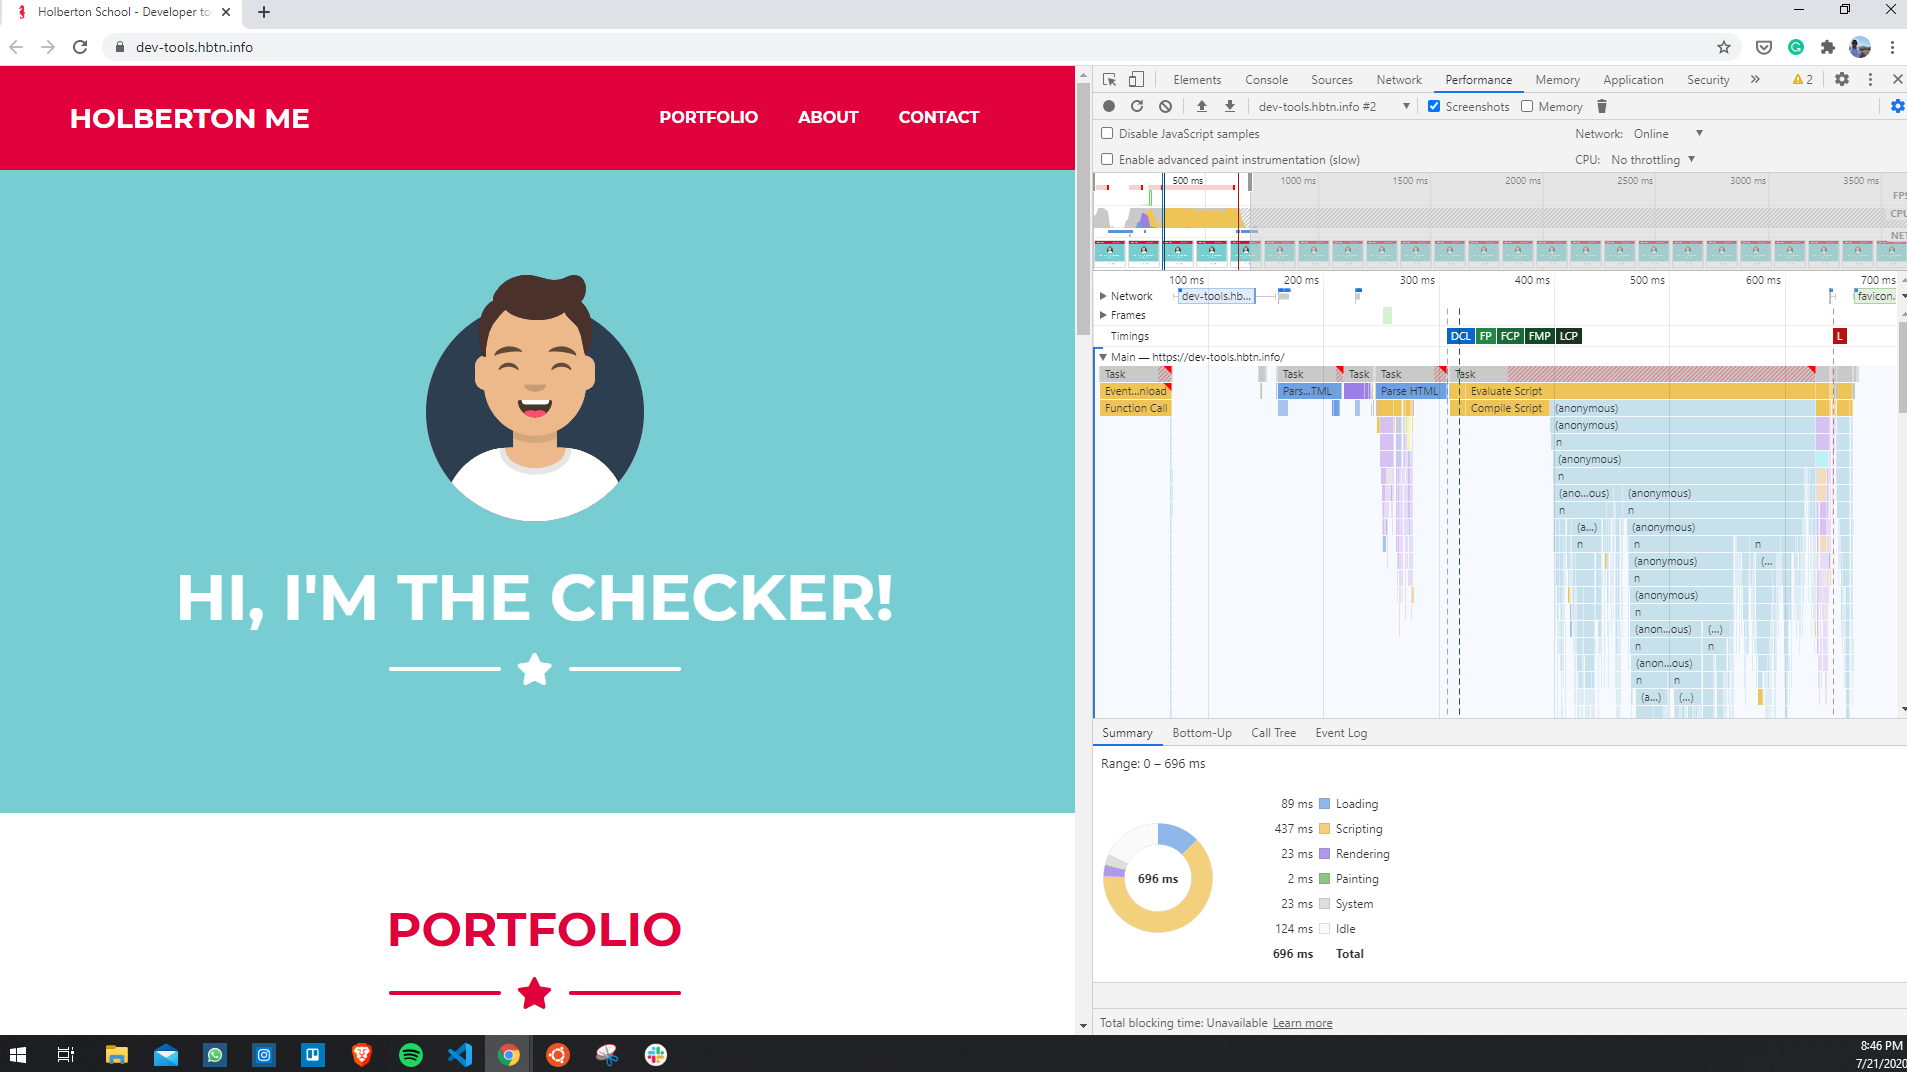 Holberton School - Developer to
dev-tools.hbtn.info
HOLBERTON ME
PORTFOLIO
ABOUT
CONTACT
HI, I'M THE CHECKER!
PORTFOLIO
Elements Console Sources Network Performance Memory Application Security » 2
dev-tools.hbtn.info #2 Screenshots Memory
Disable JavaScript samples Network: Online
Enable advanced paint instrumentation (slow) CPU: No throttling
500 ms 1000 ms 1500 ms 2000 ms 2500 ms 3000 ms 3500 ms
FPS
CPU
NET
100 ms 200 ms 300 ms 400 ms 500 ms 600 ms 700 ms
Network dev-tools.hb... favicon.
Frames
Timings DCL FP FCP FMP LCP L
Main — https://dev-tools.hbtn.info/
Task Task Task Task Task
Event...nload Pars...TML Parse HTML Evaluate Script
Function Call Compile Script (anonymous)
(anonymous)
n
(anonymous)
n
(ano...ous) (anonymous)
n n
(a...) (anonymous)
n n n
(anonymous) (...
n
(anonymous)
n
(anon...ous) (...)
n n
(anon...ous)
n n
(a...) (...)
Summary Bottom-Up Call Tree Event Log
Range: 0 – 696 ms
89 ms Loading
437 ms Scripting
23 ms Rendering
696 ms
2 ms Painting
23 ms System
124 ms Idle
696 ms Total
Total blocking time: Unavailable Learn more
8:46 PM
7/21/2020